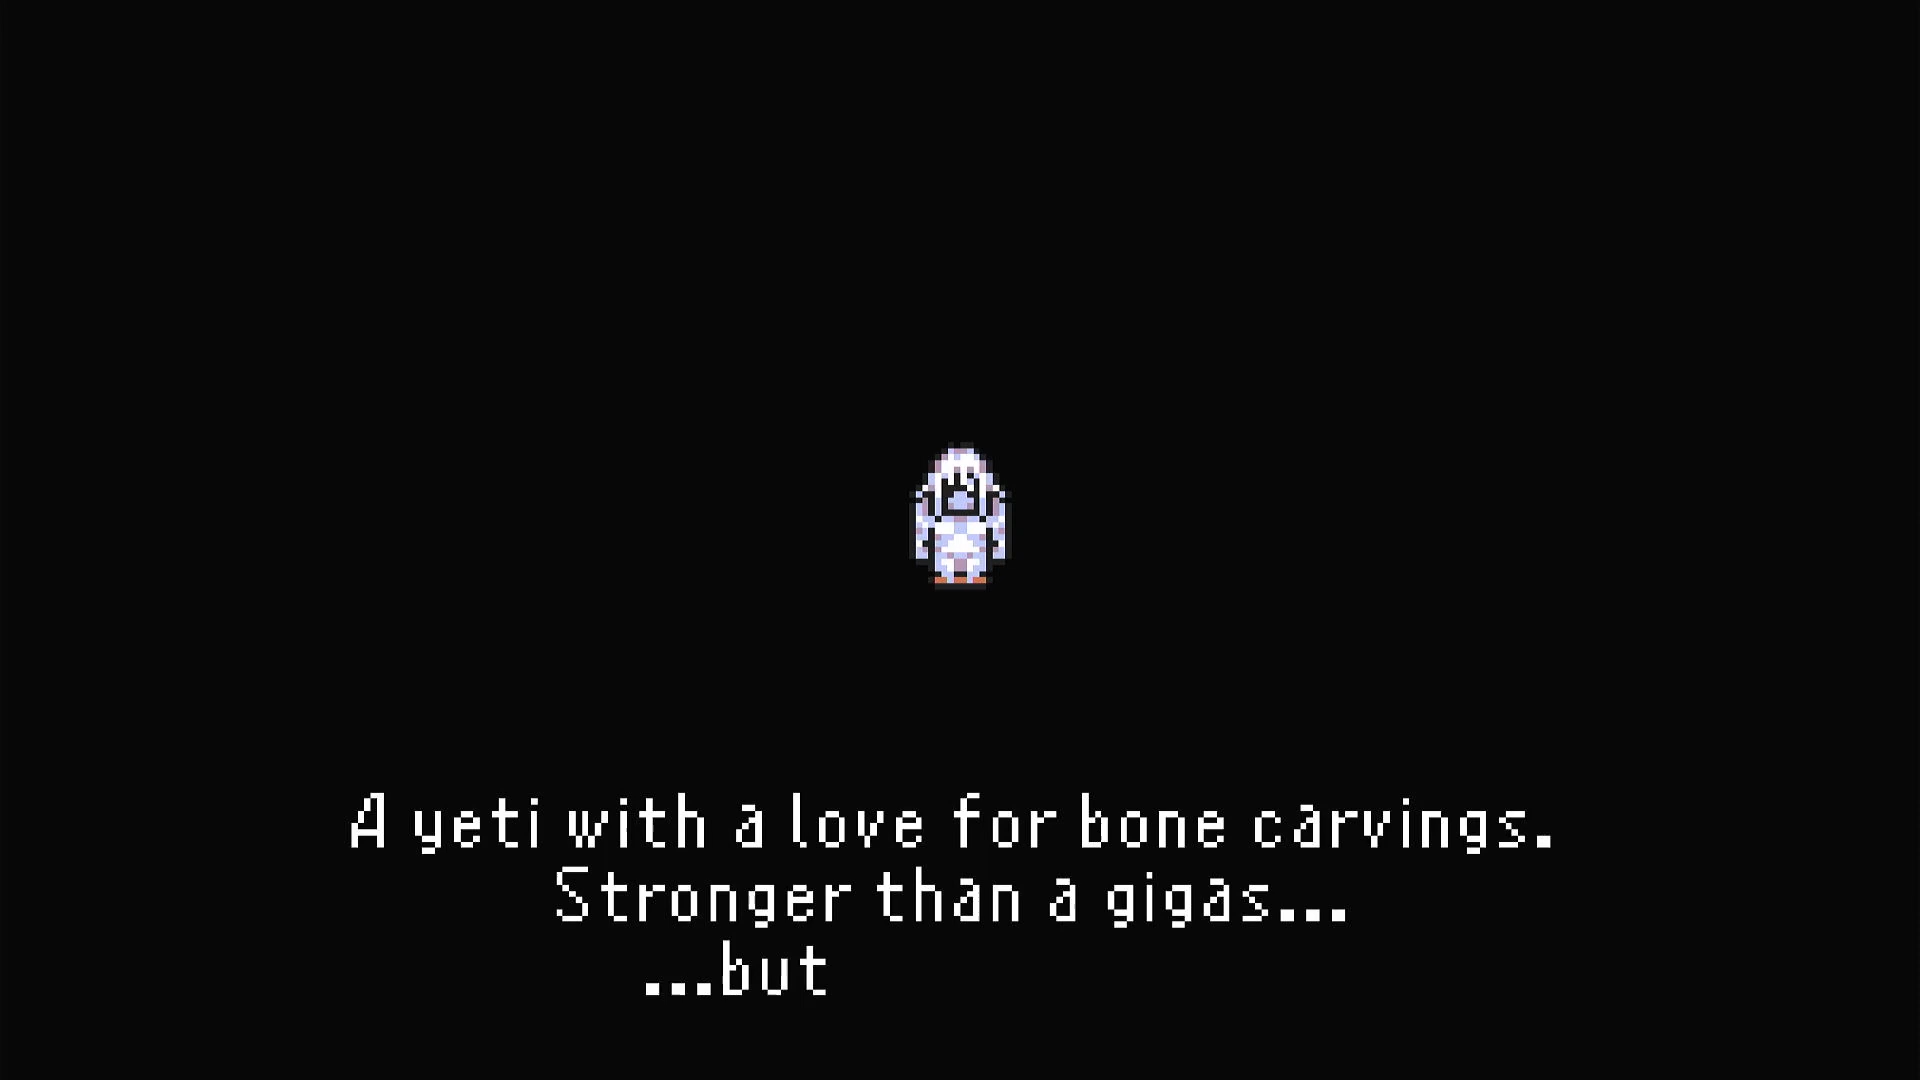 A yeti with a love for bone carvings.
Stronger than a gigas...
...but